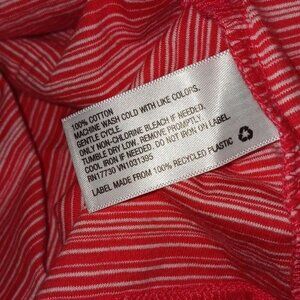 100% COTTON
MACHINE WASH COLD WITH LIKE COLORS.
GENTLE CYCLE.
ONLY NON-CHLORINE BLEACH IF NEEDED.
TUMBLE DRY LOW. REMOVE PROMPTLY.
COOL IRON IF NEEDED. DO NOT IRON ON LABEL
RN17730 VN1031395
LABEL MADE FROM 100% RECYCLED PLASTIC